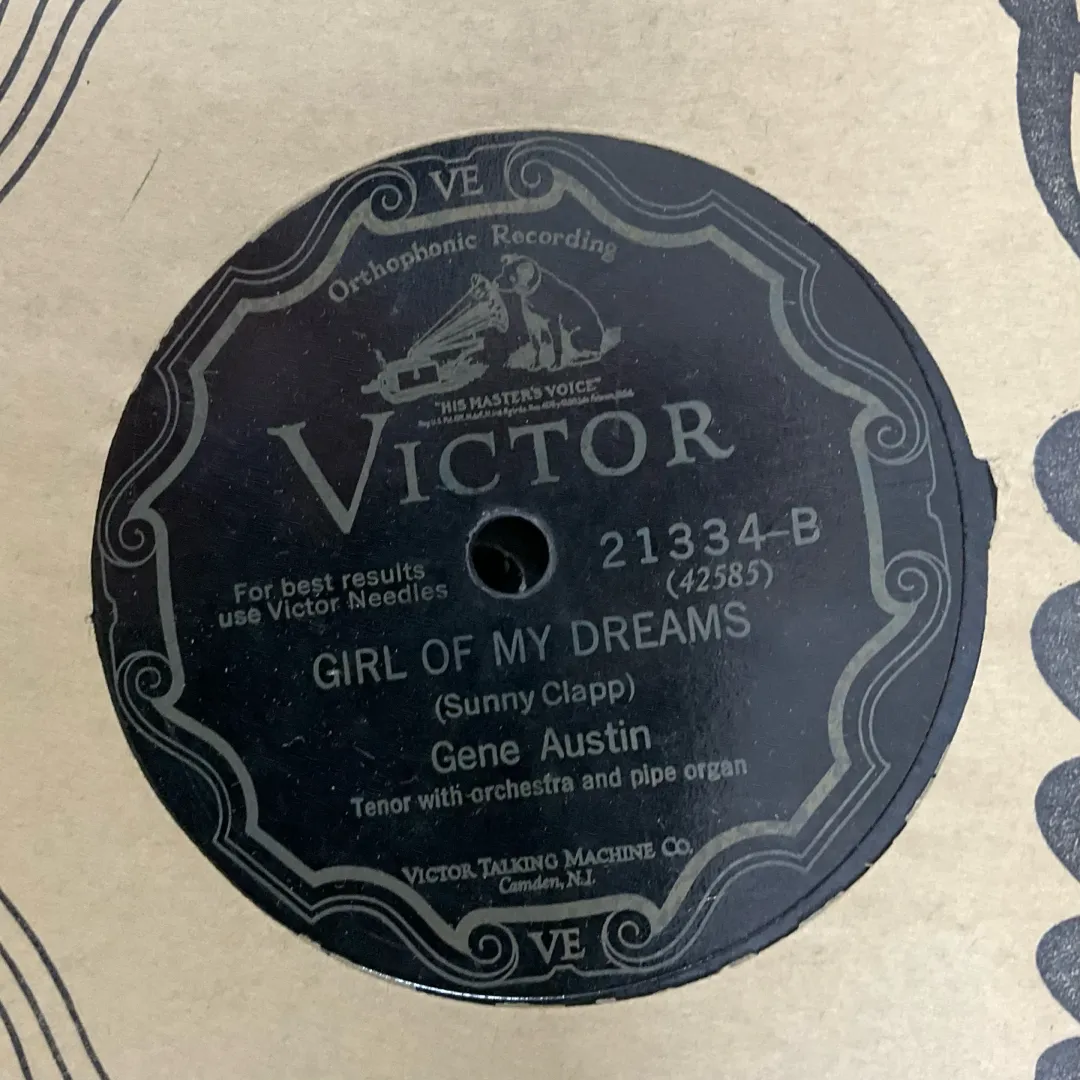 VE
Orthophonic Recording
"HIS MASTER'S VOICE"
VICTOR
21334-B
(42585)
For best results
use Victor Needles
GIRL OF MY DREAMS
(Sunny Clapp)
Gene Austin
Tenor with orchestra and pipe organ
VICTOR TALKING MACHINE CO.
Camden, N.J.
VE